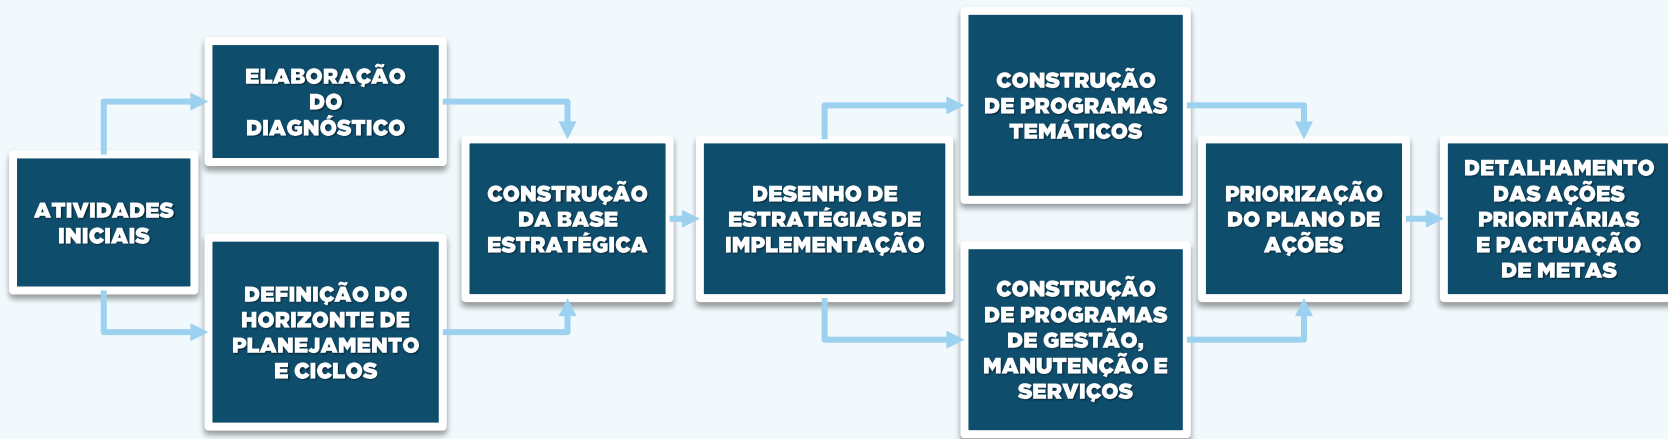 ATIVIDADES
INICIAIS
ELABORAÇÃO
DO
DIAGNÓSTICO
DEFINIÇÃO DO
HORIZONTE DE
PLANEJAMENTO
E CICLOS
CONSTRUÇÃO
DA BASE
ESTRATÉGICA
DESENHO DE
ESTRATÉGIAS DE
IMPLEMENTAÇÃO
CONSTRUÇÃO
DE PROGRAMAS
TEMÁTICOS
CONSTRUÇÃO
DE PROGRAMAS
DE GESTÃO,
MANUTENÇÃO E
SERVIÇOS
PRIORIZAÇÃO
DO PLANO DE
AÇÕES
DETALHAMENTO
DAS AÇÕES
PRIORITÁRIAS
E PACTUAÇÃO
DE METAS